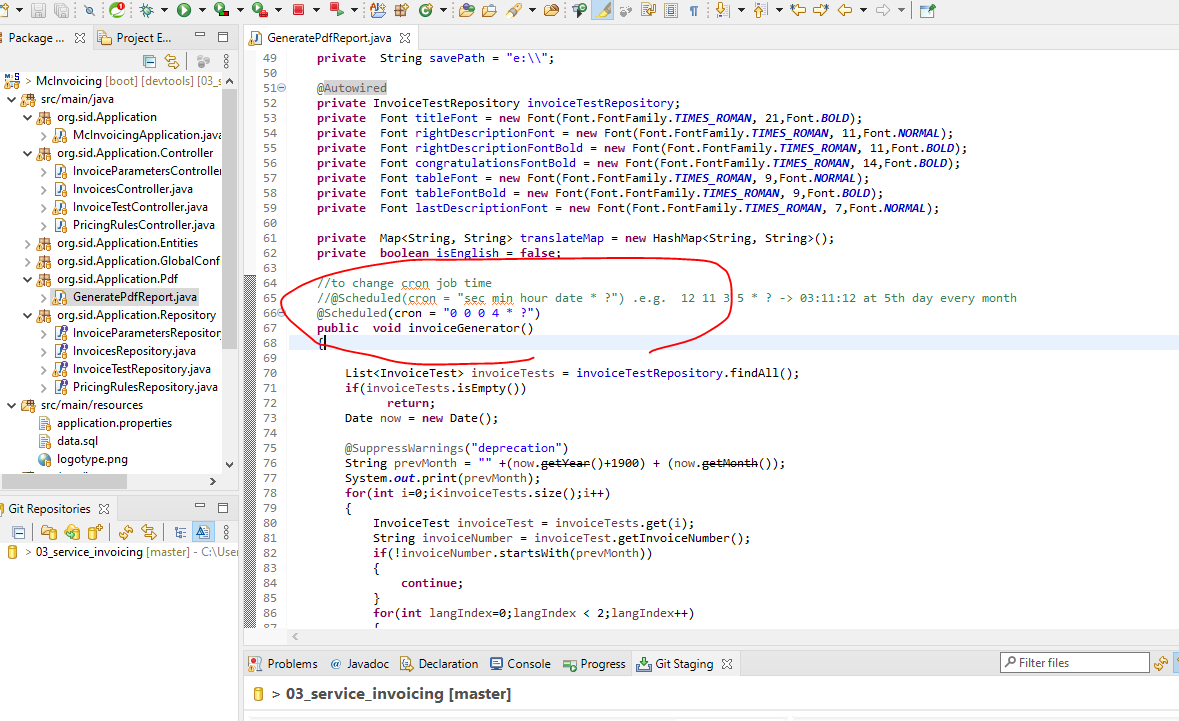 Package ...
Project E...
GeneratePdfReport.java
> McInvoicing [boot] [devtools] [03_s
src/main/java
org.sid.Application
McInvoicingApplication.java
org.sid.Application.Controller
InvoiceParametersController
InvoicesController.java
InvoiceTestController.java
PricingRulesController.java
org.sid.Application.Entities
org.sid.Application.GlobalConf
org.sid.Application.Pdf
GeneratePdfReport.java
org.sid.Application.Repository
InvoiceParametersRepository
InvoicesRepository.java
InvoiceTestRepository.java
PricingRulesRepository.java
src/main/resources
application.properties
data.sql
logotype.png
Git Repositories
> 03_service_invoicing [master] - C:\User
49 private  String savePath = "e:\\";
50
51 @Autowired
52 private InvoiceTestRepository invoiceTestRepository;
53 private  Font titleFont = new Font(Font.FontFamily.TIMES_ROMAN, 21,Font.BOLD);
54 private  Font rightDescriptionFont = new Font(Font.FontFamily.TIMES_ROMAN, 11,Font.NORMAL);
55 private  Font rightDescriptionFontBold = new Font(Font.FontFamily.TIMES_ROMAN, 11,Font.BOLD);
56 private  Font congratulationsFontBold = new Font(Font.FontFamily.TIMES_ROMAN, 14,Font.BOLD);
57 private  Font tableFont = new Font(Font.FontFamily.TIMES_ROMAN, 9,Font.NORMAL);
58 private  Font tableFontBold = new Font(Font.FontFamily.TIMES_ROMAN, 9,Font.BOLD);
59 private  Font lastDescriptionFont = new Font(Font.FontFamily.TIMES_ROMAN, 7,Font.NORMAL);
60
61 private  Map<String, String> translateMap = new HashMap<String, String>();
62 private  boolean isEnglish = false;
63
64 //to change cron job time
65 //@Scheduled(cron = "sec min hour date * ?") .e.g.  12 11 3 5 * ? -> 03:11:12 at 5th day every month
66 @Scheduled(cron = "0 0 0 4 * ?")
67 public  void invoiceGenerator()
68 {
69
70 List<InvoiceTest> invoiceTests = invoiceTestRepository.findAll();
71 if(invoiceTests.isEmpty())
72 return;
73 Date now = new Date();
74
75 @SuppressWarnings("deprecation")
76 String prevMonth = "" +(now.getYear()+1900) + (now.getMonth());
77 System.out.print(prevMonth);
78 for(int i=0;i<invoiceTests.size();i++)
79 {
80 InvoiceTest invoiceTest = invoiceTests.get(i);
81 String invoiceNumber = invoiceTest.getInvoiceNumber();
82 if(!invoiceNumber.startsWith(prevMonth))
83 {
84 continue;
85 }
86 for(int langIndex=0;langIndex < 2;langIndex++)
87 {
Problems @ Javadoc Declaration Console Progress Git Staging
Filter files
> 03_service_invoicing [master]